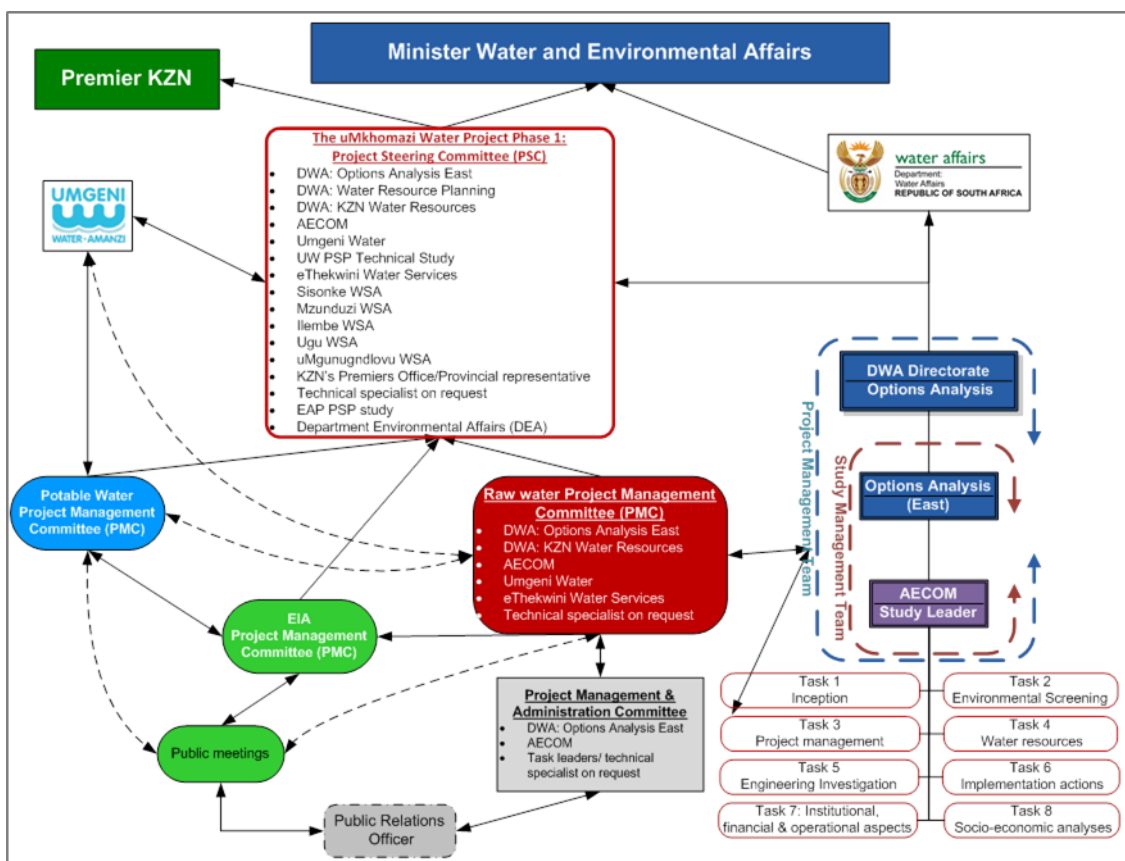 Minister Water and Environmental Affairs
Premier KZN
The uMkhomazi Water Project Phase 1:
Project Steering Committee (PSC)
• DWA: Options Analysis East
• DWA: Water Resource Planning
• DWA: KZN Water Resources
• AECOM
• Umgeni Water
• UW PSP Technical Study
• eThekwini Water Services
• Sisonke WSA
• Mzunduzi WSA
• Ilembe WSA
• Ugu WSA
• uMgunugndlovu WSA
• KZN's Premiers Office/Provincial representative
• Technical specialist on request
• EAP PSP study
• Department Environmental Affairs (DEA)
water affairs
Department:
Water Affairs
REPUBLIC OF SOUTH AFRICA
UMGENI
WATER•AMANZI
DWA Directorate
Options Analysis
Project Management Team
Study Management Team
Options Analysis
(East)
AECOM
Study Leader
Potable Water
Project Management
Committee (PMC)
Raw water Project Management
Committee (PMC)
• DWA: Options Analysis East
• DWA: KZN Water Resources
• AECOM
• Umgeni Water
• eThekwini Water Services
• Technical specialist on request
EIA
Project Management
Committee (PMC)
Project Management &
Administration Committee
• DWA: Options Analysis East
• AECOM
• Task leaders/ technical
specialist on request
Public meetings
Public Relations
Officer
Task 1
Inception
Task 2
Environmental Screening
Task 3
Project management
Task 4
Water resources
Task 5
Engineering Investigation
Task 6
Implementation actions
Task 7: Institutional,
financial & operational aspects
Task 8
Socio-economic analyses